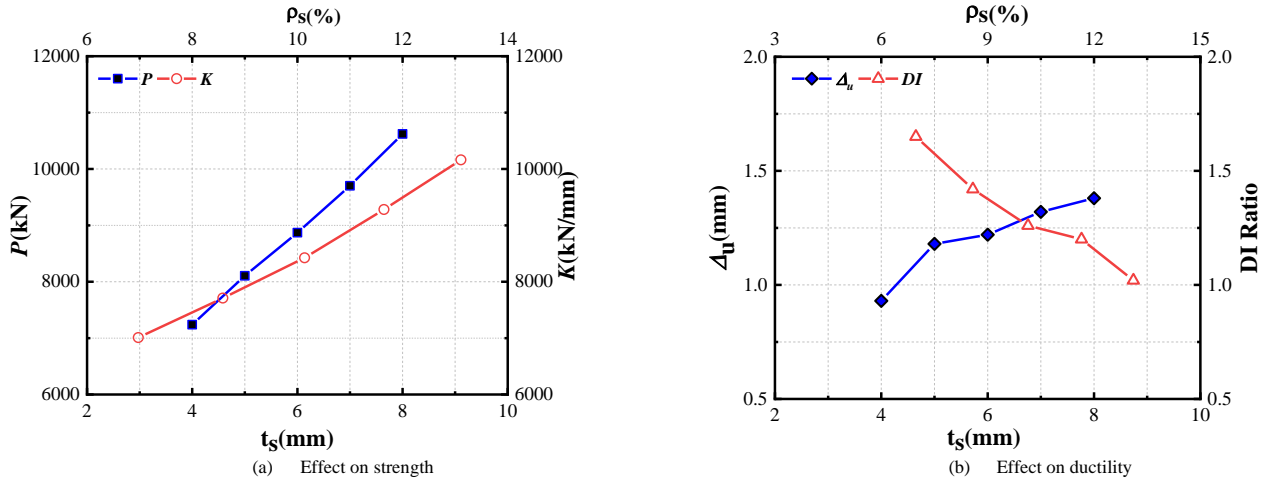 ρs(%)
6 8 10 12 14
12000 12000
P K
10000 10000
P(kN)
K(kN/mm)
8000 8000
6000 6000
2 4 6 8 10
ts(mm)
(a) Effect on strength
ρs(%)
3 6 9 12 15
2.0 2.0
Δu DI
1.5 1.5
Δu(mm)
DI Ratio
1.0 1.0
0.5 0.5
2 4 6 8 10
ts(mm)
(b) Effect on ductility